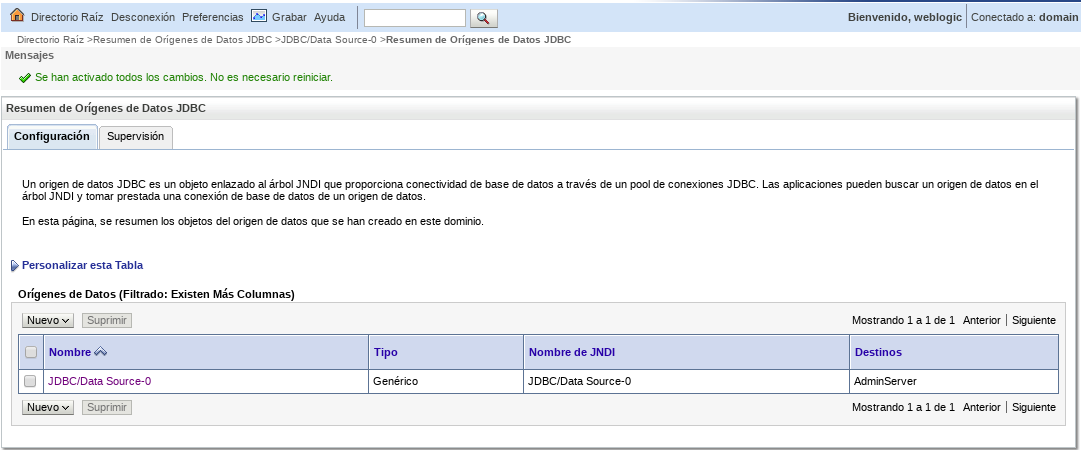 Directorio Raíz Desconexión Preferencias Grabar Ayuda Bienvenido, weblogic Conectado a: domain
Directorio Raíz >Resumen de Orígenes de Datos JDBC >JDBC/Data Source-0 >Resumen de Orígenes de Datos JDBC
Mensajes
Se han activado todos los cambios. No es necesario reiniciar.
Resumen de Orígenes de Datos JDBC
Configuración Supervisión
Un origen de datos JDBC es un objeto enlazado al árbol JNDI que proporciona conectividad de base de datos a través de un pool de conexiones JDBC. Las aplicaciones pueden buscar un origen de datos en el
árbol JNDI y tomar prestada una conexión de base de datos de un origen de datos.
En esta página, se resumen los objetos del origen de datos que se han creado en este dominio.
Personalizar esta Tabla
Orígenes de Datos (Filtrado: Existen Más Columnas)
Nuevo Suprimir Mostrando 1 a 1 de 1 Anterior Siguiente
Nombre Tipo Nombre de JNDI Destinos
JDBC/Data Source-0 Genérico JDBC/Data Source-0 AdminServer
Nuevo Suprimir Mostrando 1 a 1 de 1 Anterior Siguiente